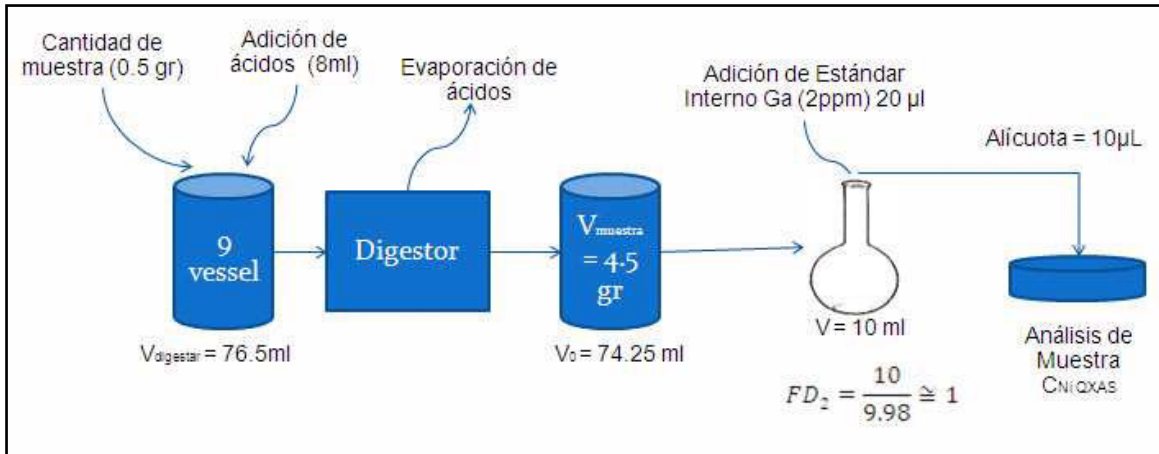 Cantidad de
muestra (0.5 gr)
Adición de
ácidos (8ml)
Evaporación de
ácidos
Adición de Estándar
Interno Ga (2ppm) 20 µl
Alícuota = 10µL
9
vessel
Digestor
Vmuestra
= 4.5
gr
Vdigestar = 76.5ml
V0 = 74.25 ml
V = 10 ml
FD2 = 10/9.98 ≅ 1
Análisis de
Muestra
CNi QXAS